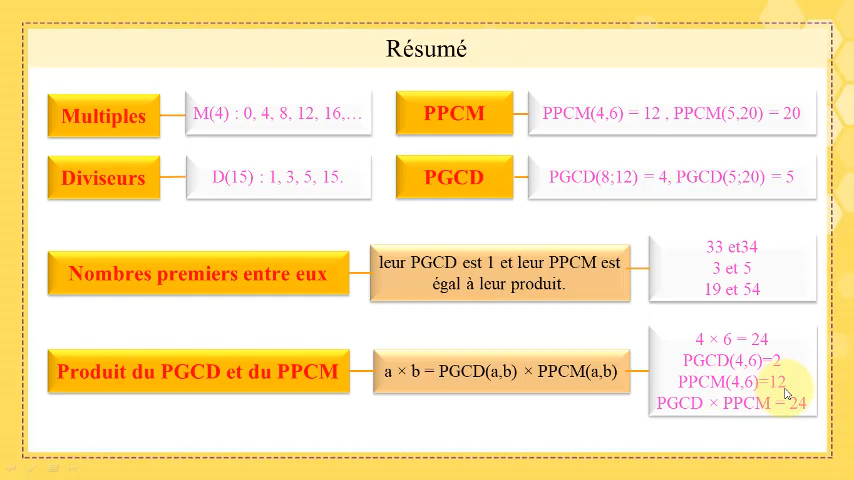 Résumé
Multiples
M(4) : 0, 4, 8, 12, 16,…
PPCM
PPCM(4,6) = 12 , PPCM(5,20) = 20
Diviseurs
D(15) : 1, 3, 5, 15.
PGCD
PGCD(8;12) = 4, PGCD(5;20) = 5
Nombres premiers entre eux
leur PGCD est 1 et leur PPCM est
égal à leur produit.
33 et34
3 et 5
19 et 54
Produit du PGCD et du PPCM
a × b = PGCD(a,b) × PPCM(a,b)
4 × 6 = 24
PGCD(4,6)=2
PPCM(4,6)=12
PGCD × PPCM = 24